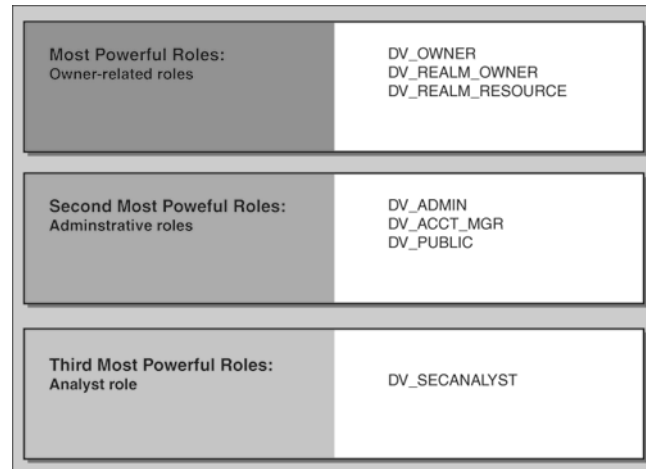 Most Powerful Roles:
Owner-related roles
DV_OWNER
DV_REALM_OWNER
DV_REALM_RESOURCE
Second Most Poweful Roles:
Adminstrative roles
DV_ADMIN
DV_ACCT_MGR
DV_PUBLIC
Third Most Powerful Roles:
Analyst role
DV_SECANALYST